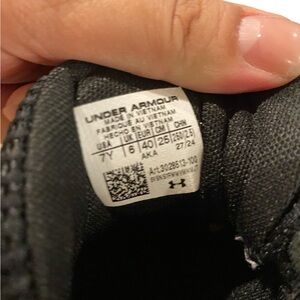 UNDER ARMOUR
MADE IN VIETNAM
FABRIQUÉ AU VIETNAM
HECHO EN VIETNAM
USA UK EUR CM CHN
7Y 6 40 25 250(2.5)
AKA 27/24
Art.3026513-100